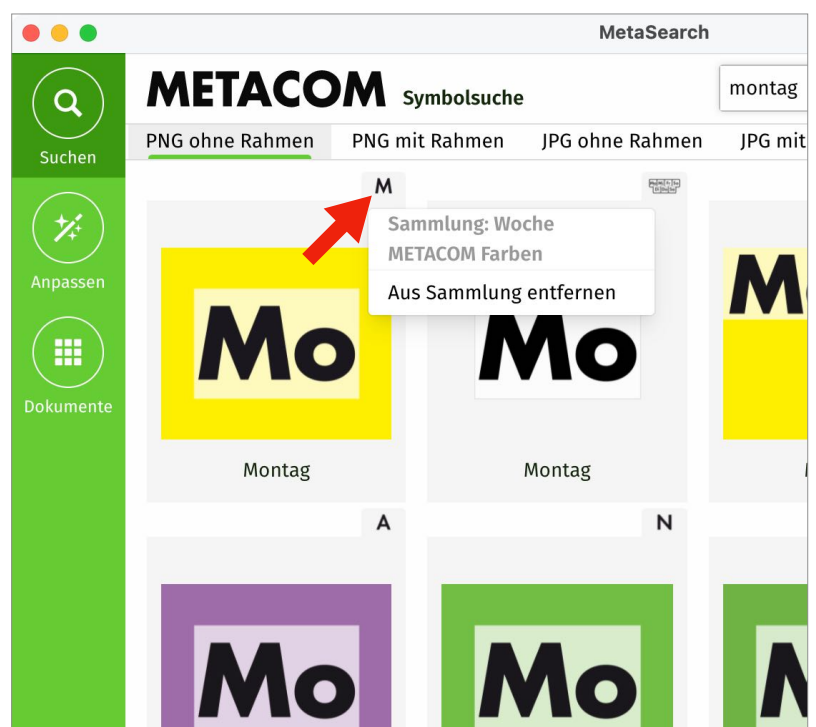 MetaSearch
METACOM Symbolsuche
montag
Suchen
PNG ohne Rahmen
PNG mit Rahmen
JPG ohne Rahmen
JPG mit
M
Sammlung: Woche
METACOM Farben
Aus Sammlung entfernen
Anpassen
Dokumente
Mo
Mo
Mo
Montag
Montag
A
N
Mo
Mo